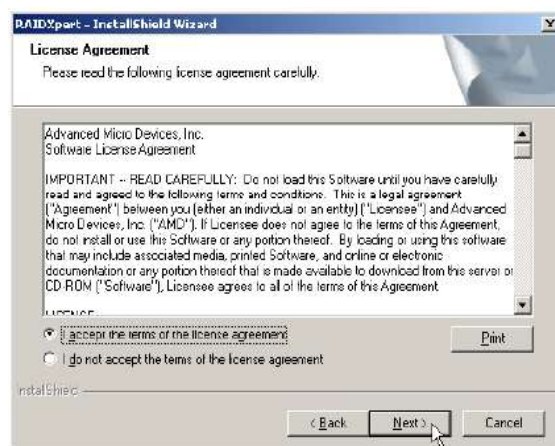 RAIDXpert - InstallShield Wizard
License Agreement
Please read the following license agreement carefully.
Advanced Micro Devices, Inc.
Software License Agreement
IMPORTANT -- READ CAREFULLY: Do not load this Software until you have carefully
read and agreed to the following terms and conditions. This is a legal agreement
("Agreement") between you (either an individual or an entity) ("Licensee") and Advanced
Micro Devices, Inc. ("AMD"). If Licensee does not agree to the terms of this Agreement,
do not install or use this Software or any portion thereof. By loading or using this software
that may include associated media, printed Software, and online or electronic
documentation or any portion thereof that is made available to download from this server or
CD-ROM ("Software"), Licensee agrees to all of the terms of this Agreement
LICENSE
I accept the terms of the license agreement
Print
I do not accept the terms of the license agreement
InstallShield
< Back
Next >
Cancel